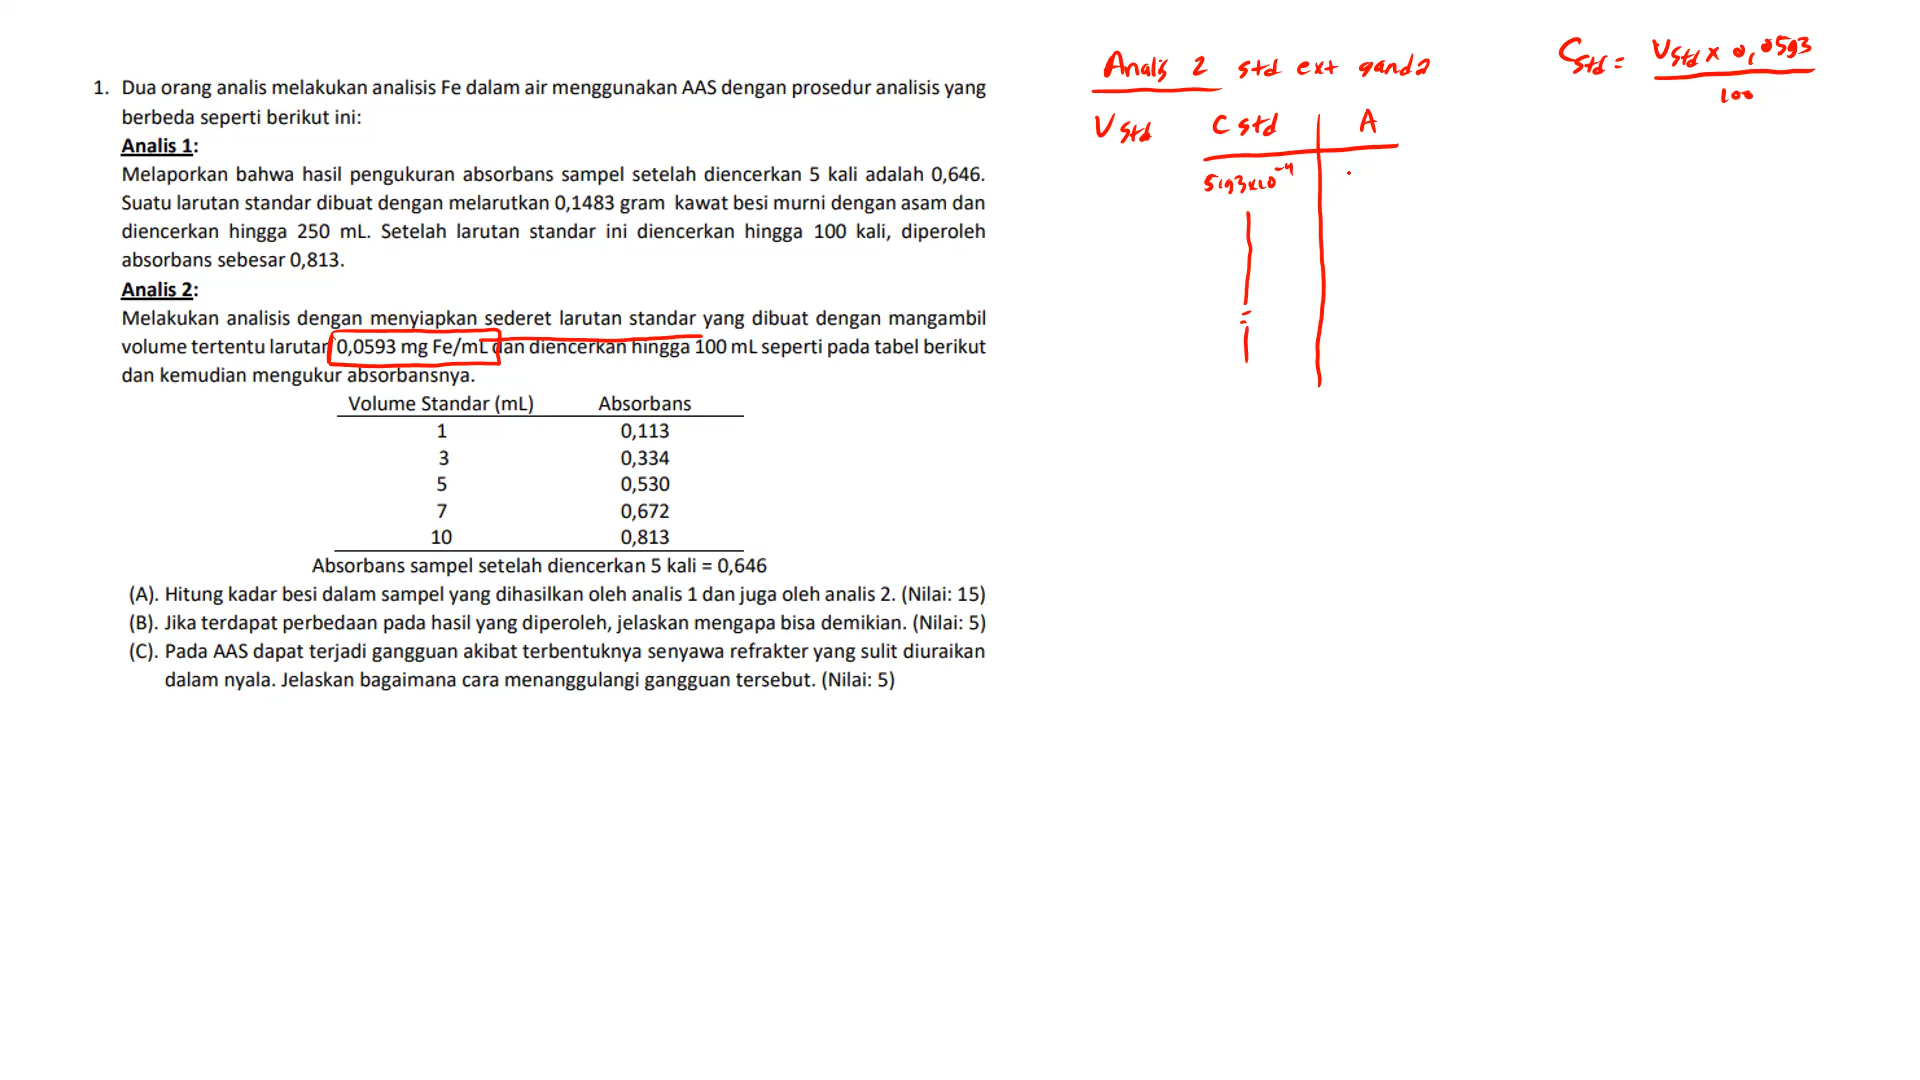 1. Dua orang analis melakukan analisis Fe dalam air menggunakan AAS dengan prosedur analisis yang
berbeda seperti berikut ini:
Analis 1:
Melaporkan bahwa hasil pengukuran absorbans sampel setelah diencerkan 5 kali adalah 0,646.
Suatu larutan standar dibuat dengan melarutkan 0,1483 gram kawat besi murni dengan asam dan
diencerkan hingga 250 mL. Setelah larutan standar ini diencerkan hingga 100 kali, diperoleh
absorbans sebesar 0,813.
Analis 2:
Melakukan analisis dengan menyiapkan sederet larutan standar yang dibuat dengan mangambil
volume tertentu larutan 0,0593 mg Fe/mL dan diencerkan hingga 100 mL seperti pada tabel berikut
dan kemudian mengukur absorbansnya.
Volume Standar (mL) Absorbans
1 0,113
3 0,334
5 0,530
7 0,672
10 0,813
Absorbans sampel setelah diencerkan 5 kali = 0,646
(A). Hitung kadar besi dalam sampel yang dihasilkan oleh analis 1 dan juga oleh analis 2. (Nilai: 15)
(B). Jika terdapat perbedaan pada hasil yang diperoleh, jelaskan mengapa bisa demikian. (Nilai: 5)
(C). Pada AAS dapat terjadi gangguan akibat terbentuknya senyawa refrakter yang sulit diuraikan
dalam nyala. Jelaskan bagaimana cara menanggulangi gangguan tersebut. (Nilai: 5)
Analis 2 std ext ganda
V std C std A
5,93x10⁻⁴
C std = V std x 0,0593
100